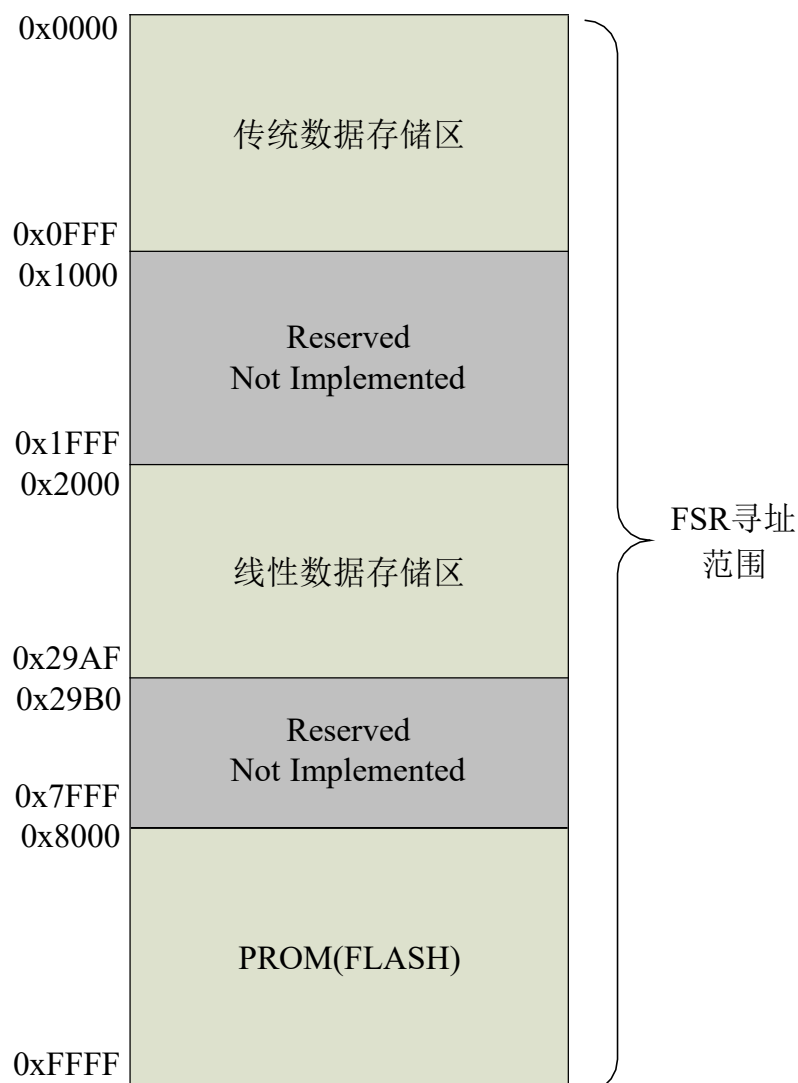 0x0000
传统数据存储区
0x0FFF
0x1000
Reserved
Not Implemented
0x1FFF
0x2000
FSR寻址
范围
线性数据存储区
0x29AF
0x29B0
Reserved
Not Implemented
0x7FFF
0x8000
PROM(FLASH)
0xFFFF